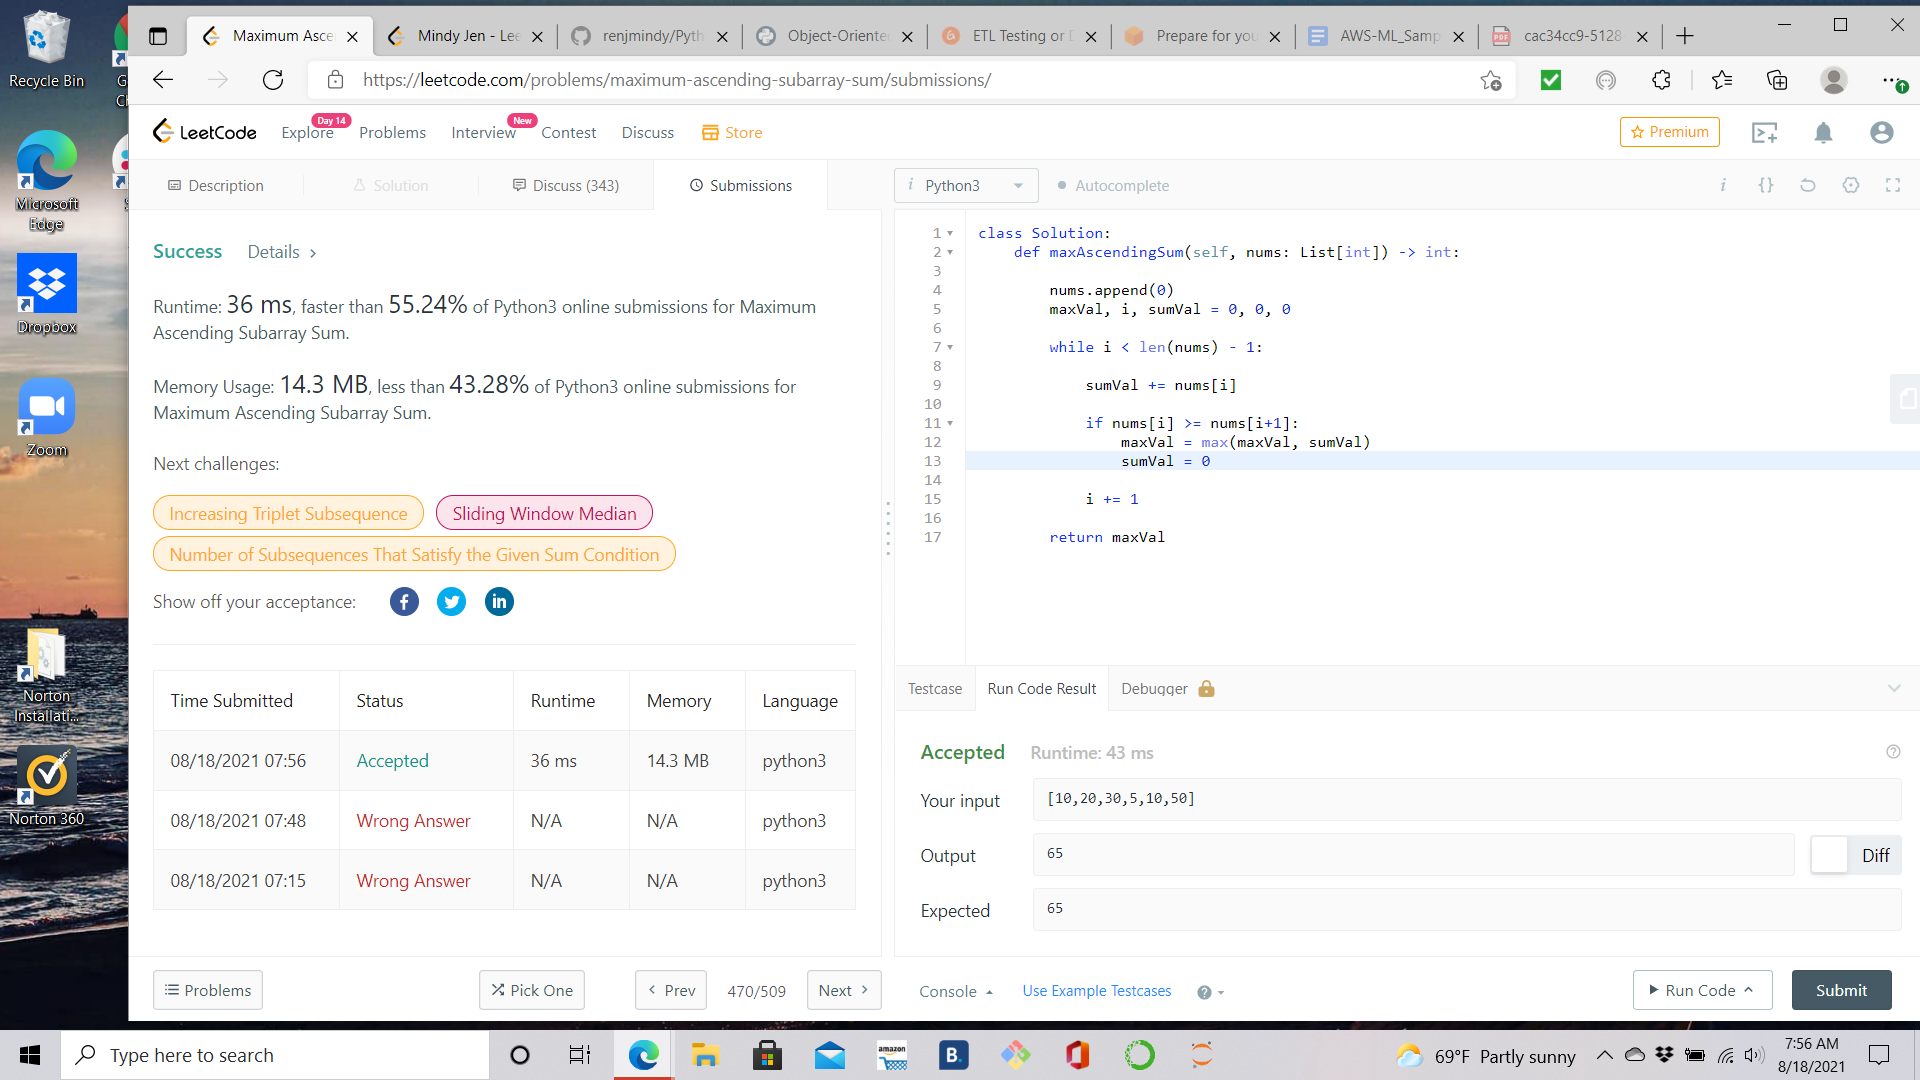 Recycle Bin
Microsoft Edge
Dropbox
Zoom
Norton Installati...
Norton 360
Maximum Asce
Mindy Jen - Lee
renjmindy/Pyth
Object-Oriente
ETL Testing or D
Prepare for you
AWS-ML_Samp
cac34cc9-5128-
https://leetcode.com/problems/maximum-ascending-subarray-sum/submissions/
LeetCode
Explore
Day 14
Problems
Interview
New
Contest
Discuss
Store
Premium
Description
Solution
Discuss (343)
Submissions
i Python3
Autocomplete
Success Details >
Runtime: 36 ms, faster than 55.24% of Python3 online submissions for Maximum
Ascending Subarray Sum.
Memory Usage: 14.3 MB, less than 43.28% of Python3 online submissions for
Maximum Ascending Subarray Sum.
Next challenges:
Increasing Triplet Subsequence
Sliding Window Median
Number of Subsequences That Satisfy the Given Sum Condition
Show off your acceptance:
Time Submitted Status Runtime Memory Language
08/18/2021 07:56 Accepted 36 ms 14.3 MB python3
08/18/2021 07:48 Wrong Answer N/A N/A python3
08/18/2021 07:15 Wrong Answer N/A N/A python3
Problems
Pick One
< Prev
470/509
Next >
1 class Solution:
2 def maxAscendingSum(self, nums: List[int]) -> int:
3
4 nums.append(0)
5 maxVal, i, sumVal = 0, 0, 0
6
7 while i < len(nums) - 1:
8
9 sumVal += nums[i]
10
11 if nums[i] >= nums[i+1]:
12 maxVal = max(maxVal, sumVal)
13 sumVal = 0
14
15 i += 1
16
17 return maxVal
Testcase
Run Code Result
Debugger
Accepted Runtime: 43 ms
Your input [10,20,30,5,10,50]
Output 65
Diff
Expected 65
Console
Use Example Testcases
Run Code
Submit
Type here to search
amazon
B.
69°F Partly sunny
7:56 AM
8/18/2021